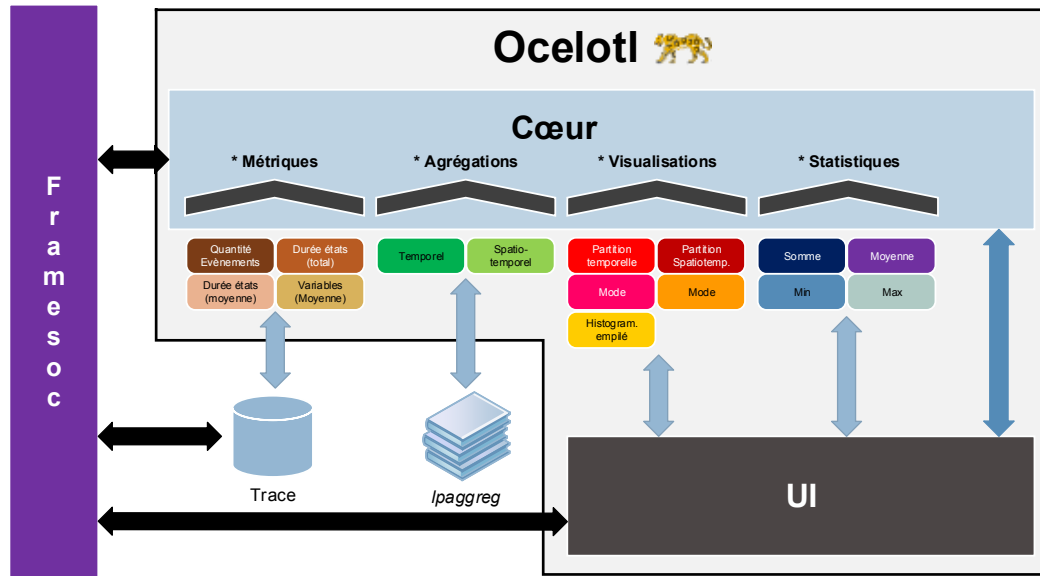 Framesoc
Ocelotl
Cœur
* Métriques
* Agrégations
* Visualisations
* Statistiques
Quantité
Evènements
Durée états
(total)
Durée états
(moyenne)
Variables
(Moyenne)
Temporel
Spatio-
temporel
Partition
temporelle
Partition
Spatiotemp.
Mode
Mode
Histogram.
empilé
Somme
Moyenne
Min
Max
Trace
lpaggreg
UI